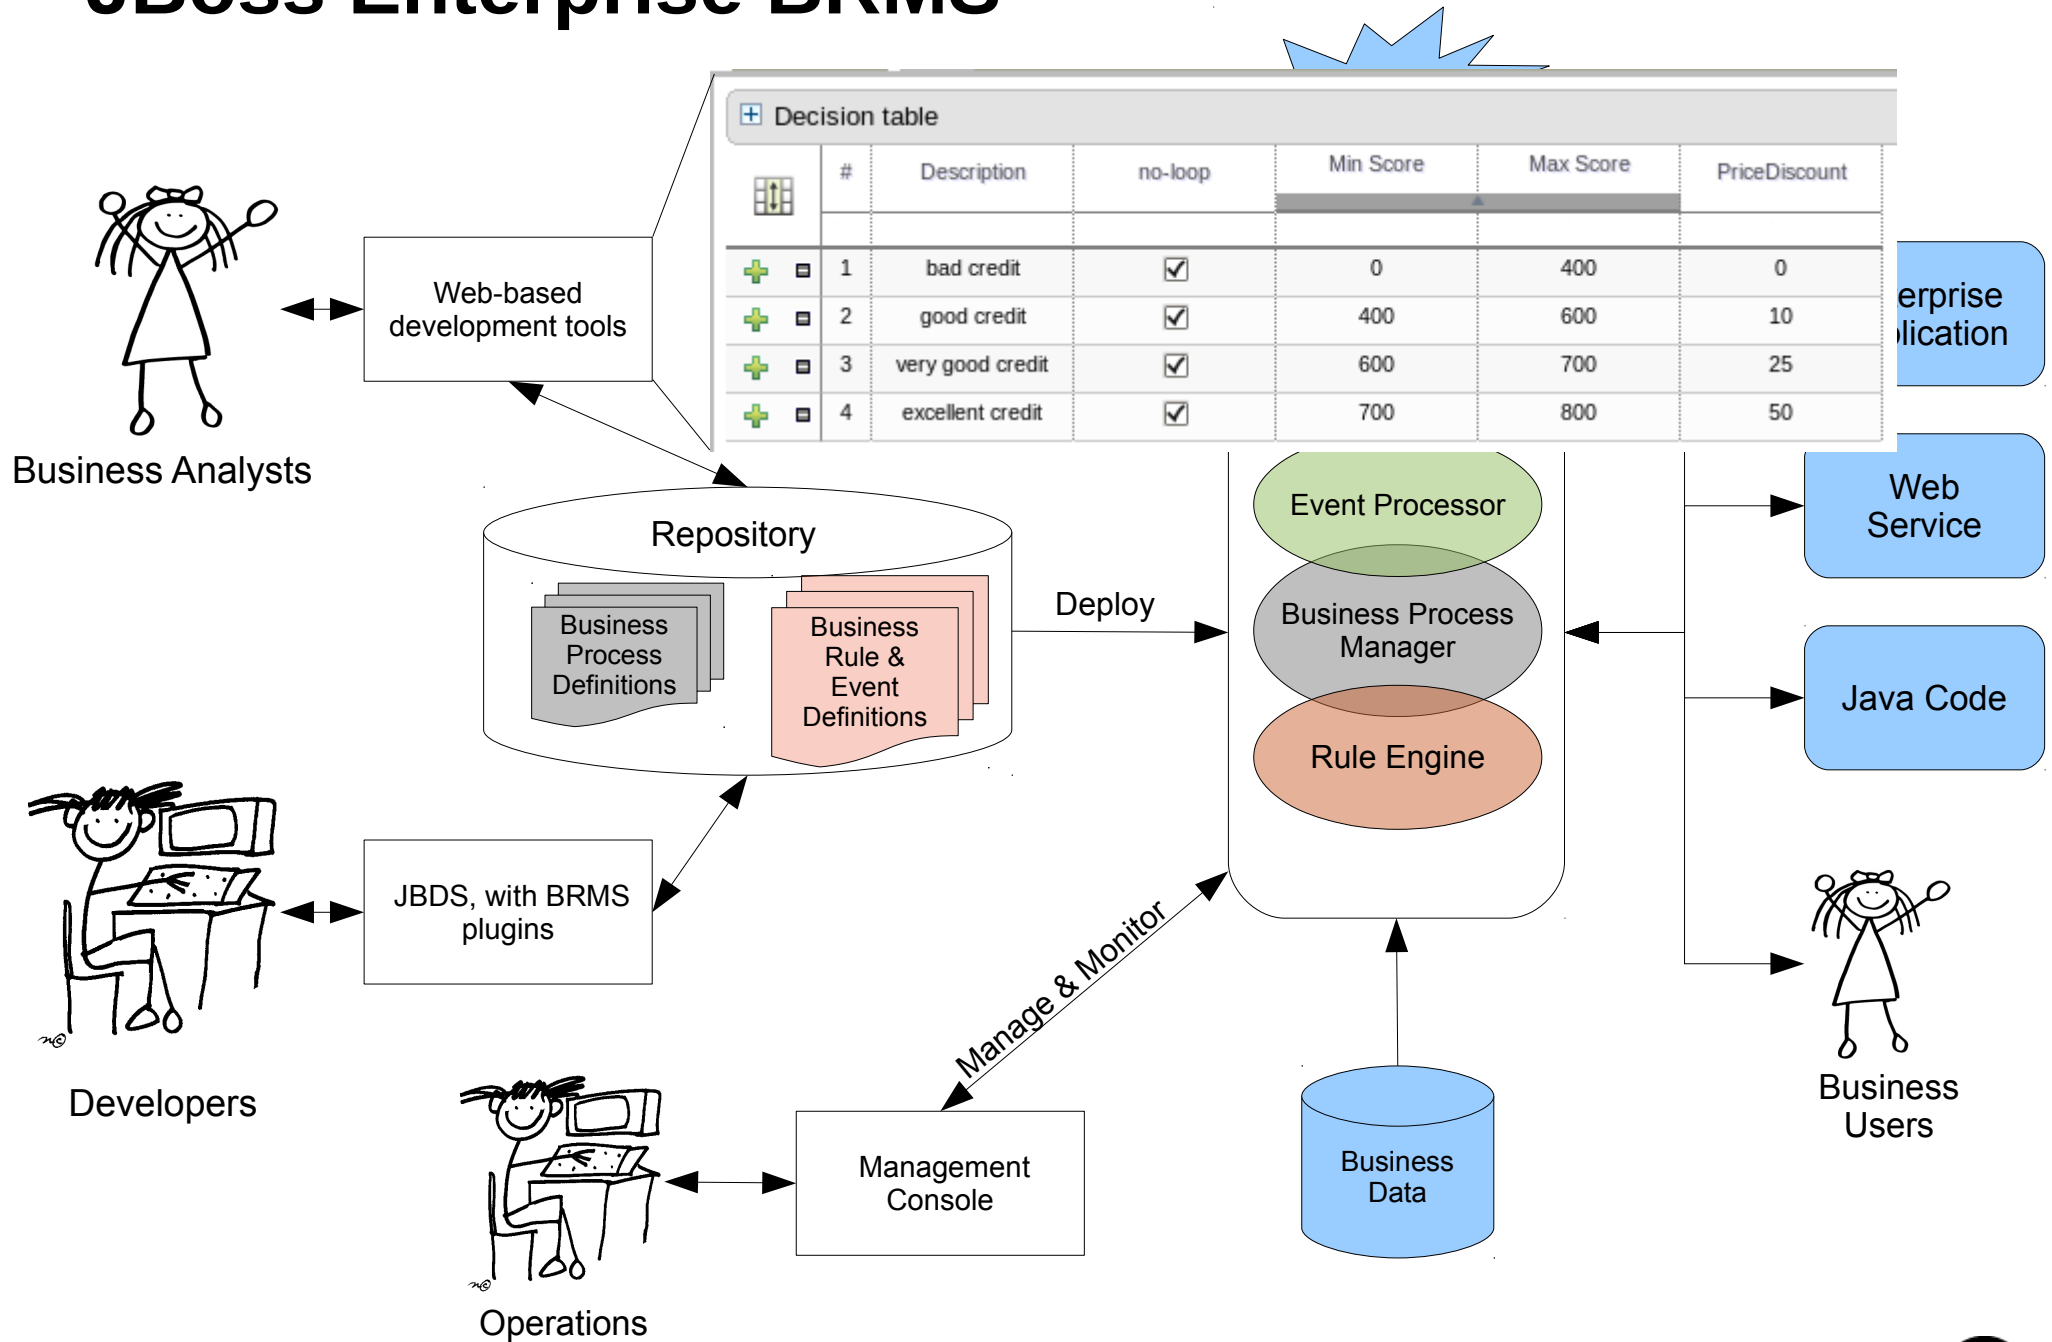 JBoss Enterprise BRMS
Decision table
# Description no-loop Min Score Max Score PriceDiscount
1 bad credit 0 400 0
2 good credit 400 600 10
3 very good credit 600 700 25
4 excellent credit 700 800 50
Web-based
development tools
Business Analysts
erprise
lication
Web
Service
Java Code
Business
Users
Repository
Business
Process
Definitions
Business
Rule &
Event
Definitions
Deploy
Event Processor
Business Process
Manager
Rule Engine
JBDS, with BRMS
plugins
Developers
Manage & Monitor
Management
Console
Operations
Business
Data